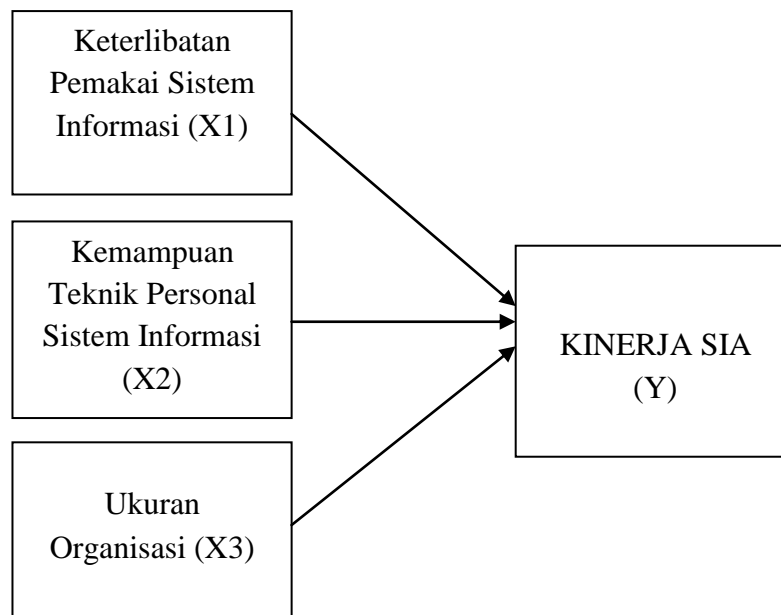 Keterlibatan
Pemakai Sistem
Informasi (X1)
Kemampuan
Teknik Personal
Sistem Informasi
(X2)
Ukuran
Organisasi (X3)
KINERJA SIA
(Y)